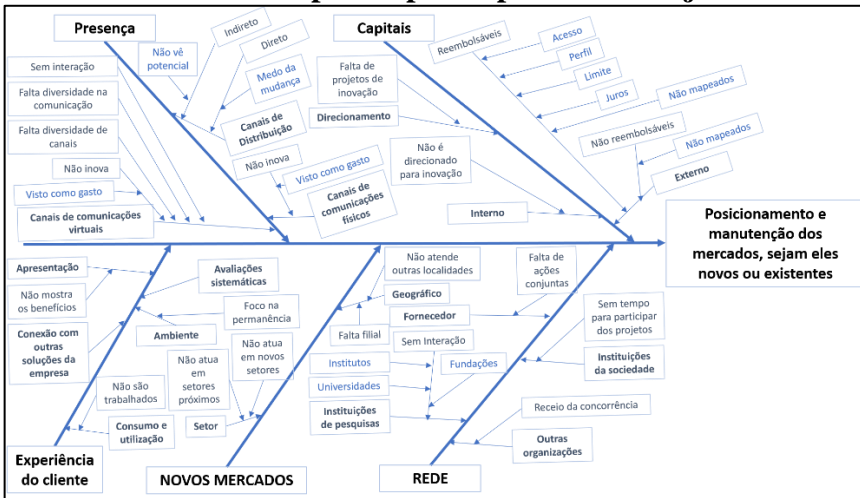 Presença
Capitais
Não vê
potencial
Indireto
Direto
Medo da
mudança
Canais de
Distribuição
Sem interação
Falta diversidade na
comunicação
Falta diversidade de
canais
Não inova
Visto como gasto
Canais de comunicações
virtuais
Não inova
Visto como gasto
Canais de
comunicações
físicos
Falta de
projetos de
inovação
Direcionamento
Não é
direcionado
para inovação
Interno
Reembolsáveis
Acesso
Perfil
Limite
Juros
Não mapeados
Não reembolsáveis
Não mapeados
Externo
Posicionamento e
manutenção dos
mercados, sejam eles
novos ou existentes
Apresentação
Não mostra
os benefícios
Conexão com
outras
soluções da
empresa
Avaliações
sistemáticas
Foco na
permanência
Ambiente
Não são
trabalhados
Consumo e
utilização
Experiência
do cliente
Não atua
em
setores
próximos
Não atua
em novos
setores
Setor
Não atende
outras localidades
Geográfico
Falta filial
NOVOS MERCADOS
Falta de
ações
conjuntas
Fornecedor
Sem Interação
Institutos
Universidades
Fundações
Instituições
de pesquisas
Sem tempo
para participar
dos projetos
Instituições
da sociedade
Receio da concorrência
Outras
organizações
REDE